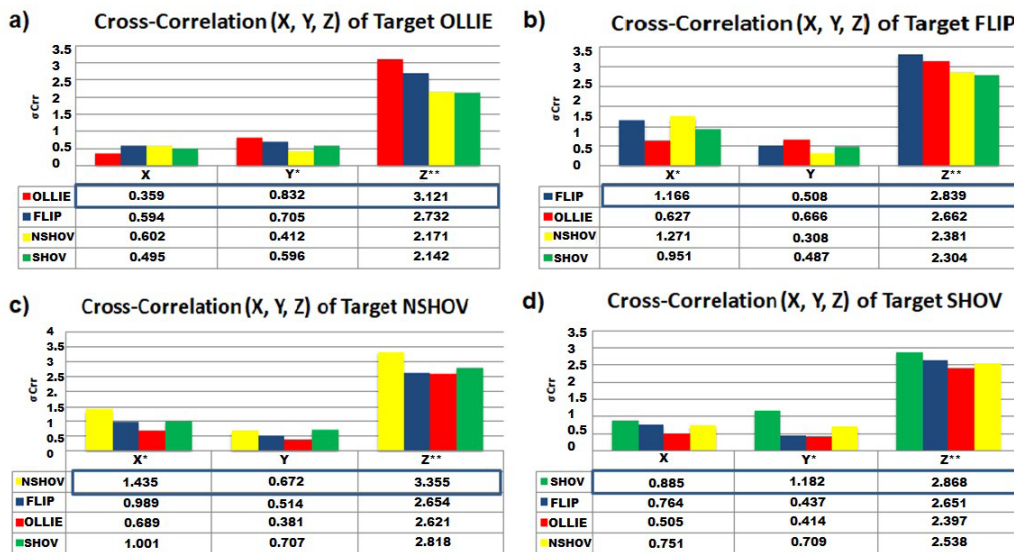 a) Cross-Correlation (X, Y, Z) of Target OLLIE
3.5
3
2.5
2
1.5
1
0.5
0
σ Crr
X Y* Z**
OLLIE 0.359 0.832 3.121
FLIP 0.594 0.705 2.732
NSHOV 0.602 0.412 2.171
SHOV 0.495 0.596 2.142
b) Cross-Correlation (X, Y, Z) of Target FLIP
3.5
3
2.5
2
1.5
1
0.5
0
σ Crr
X* Y Z**
FLIP 1.166 0.508 2.839
OLLIE 0.627 0.666 2.662
NSHOV 1.271 0.308 2.381
SHOV 0.951 0.487 2.304
c) Cross-Correlation (X, Y, Z) of Target NSHOV
4
3.5
3
2.5
2
1.5
1
0.5
0
σ Crr
X* Y Z**
NSHOV 1.435 0.672 3.355
FLIP 0.989 0.514 2.654
OLLIE 0.689 0.381 2.621
SHOV 1.001 0.707 2.818
d) Cross-Correlation (X, Y, Z) of Target SHOV
3.5
3
2.5
2
1.5
1
0.5
0
σ Crr
X Y* Z**
SHOV 0.885 1.182 2.868
FLIP 0.764 0.437 2.651
OLLIE 0.505 0.414 2.397
NSHOV 0.751 0.709 2.538